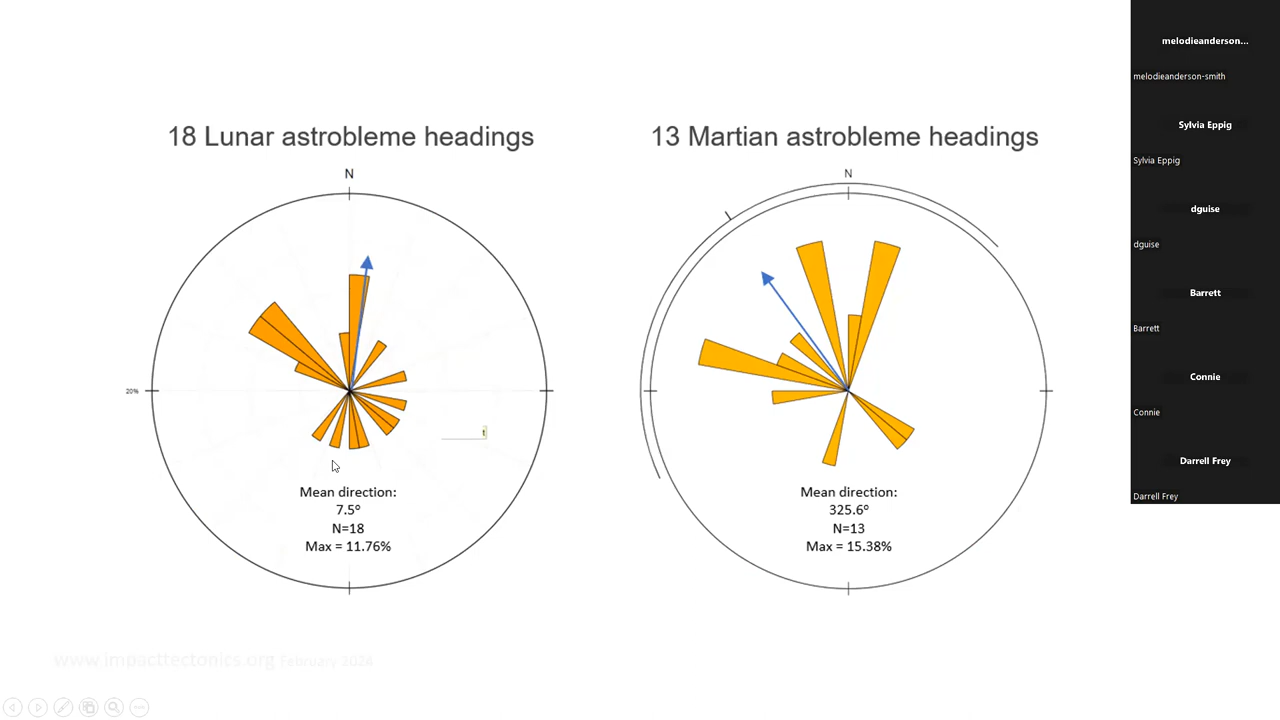 18 Lunar astrobleme headings
13 Martian astrobleme headings
N
N
20%
t
Mean direction:
7.5º
N=18
Max = 11.76%
Mean direction:
325.6º
N=13
Max = 15.38%
www.impacttectonics.org February 2024
melodieanderson...
melodieanderson-smith
Sylvia Eppig
Sylvia Eppig
dguise
dguise
Barrett
Barrett
Connie
Connie
Darrell Frey
Darrell Frey